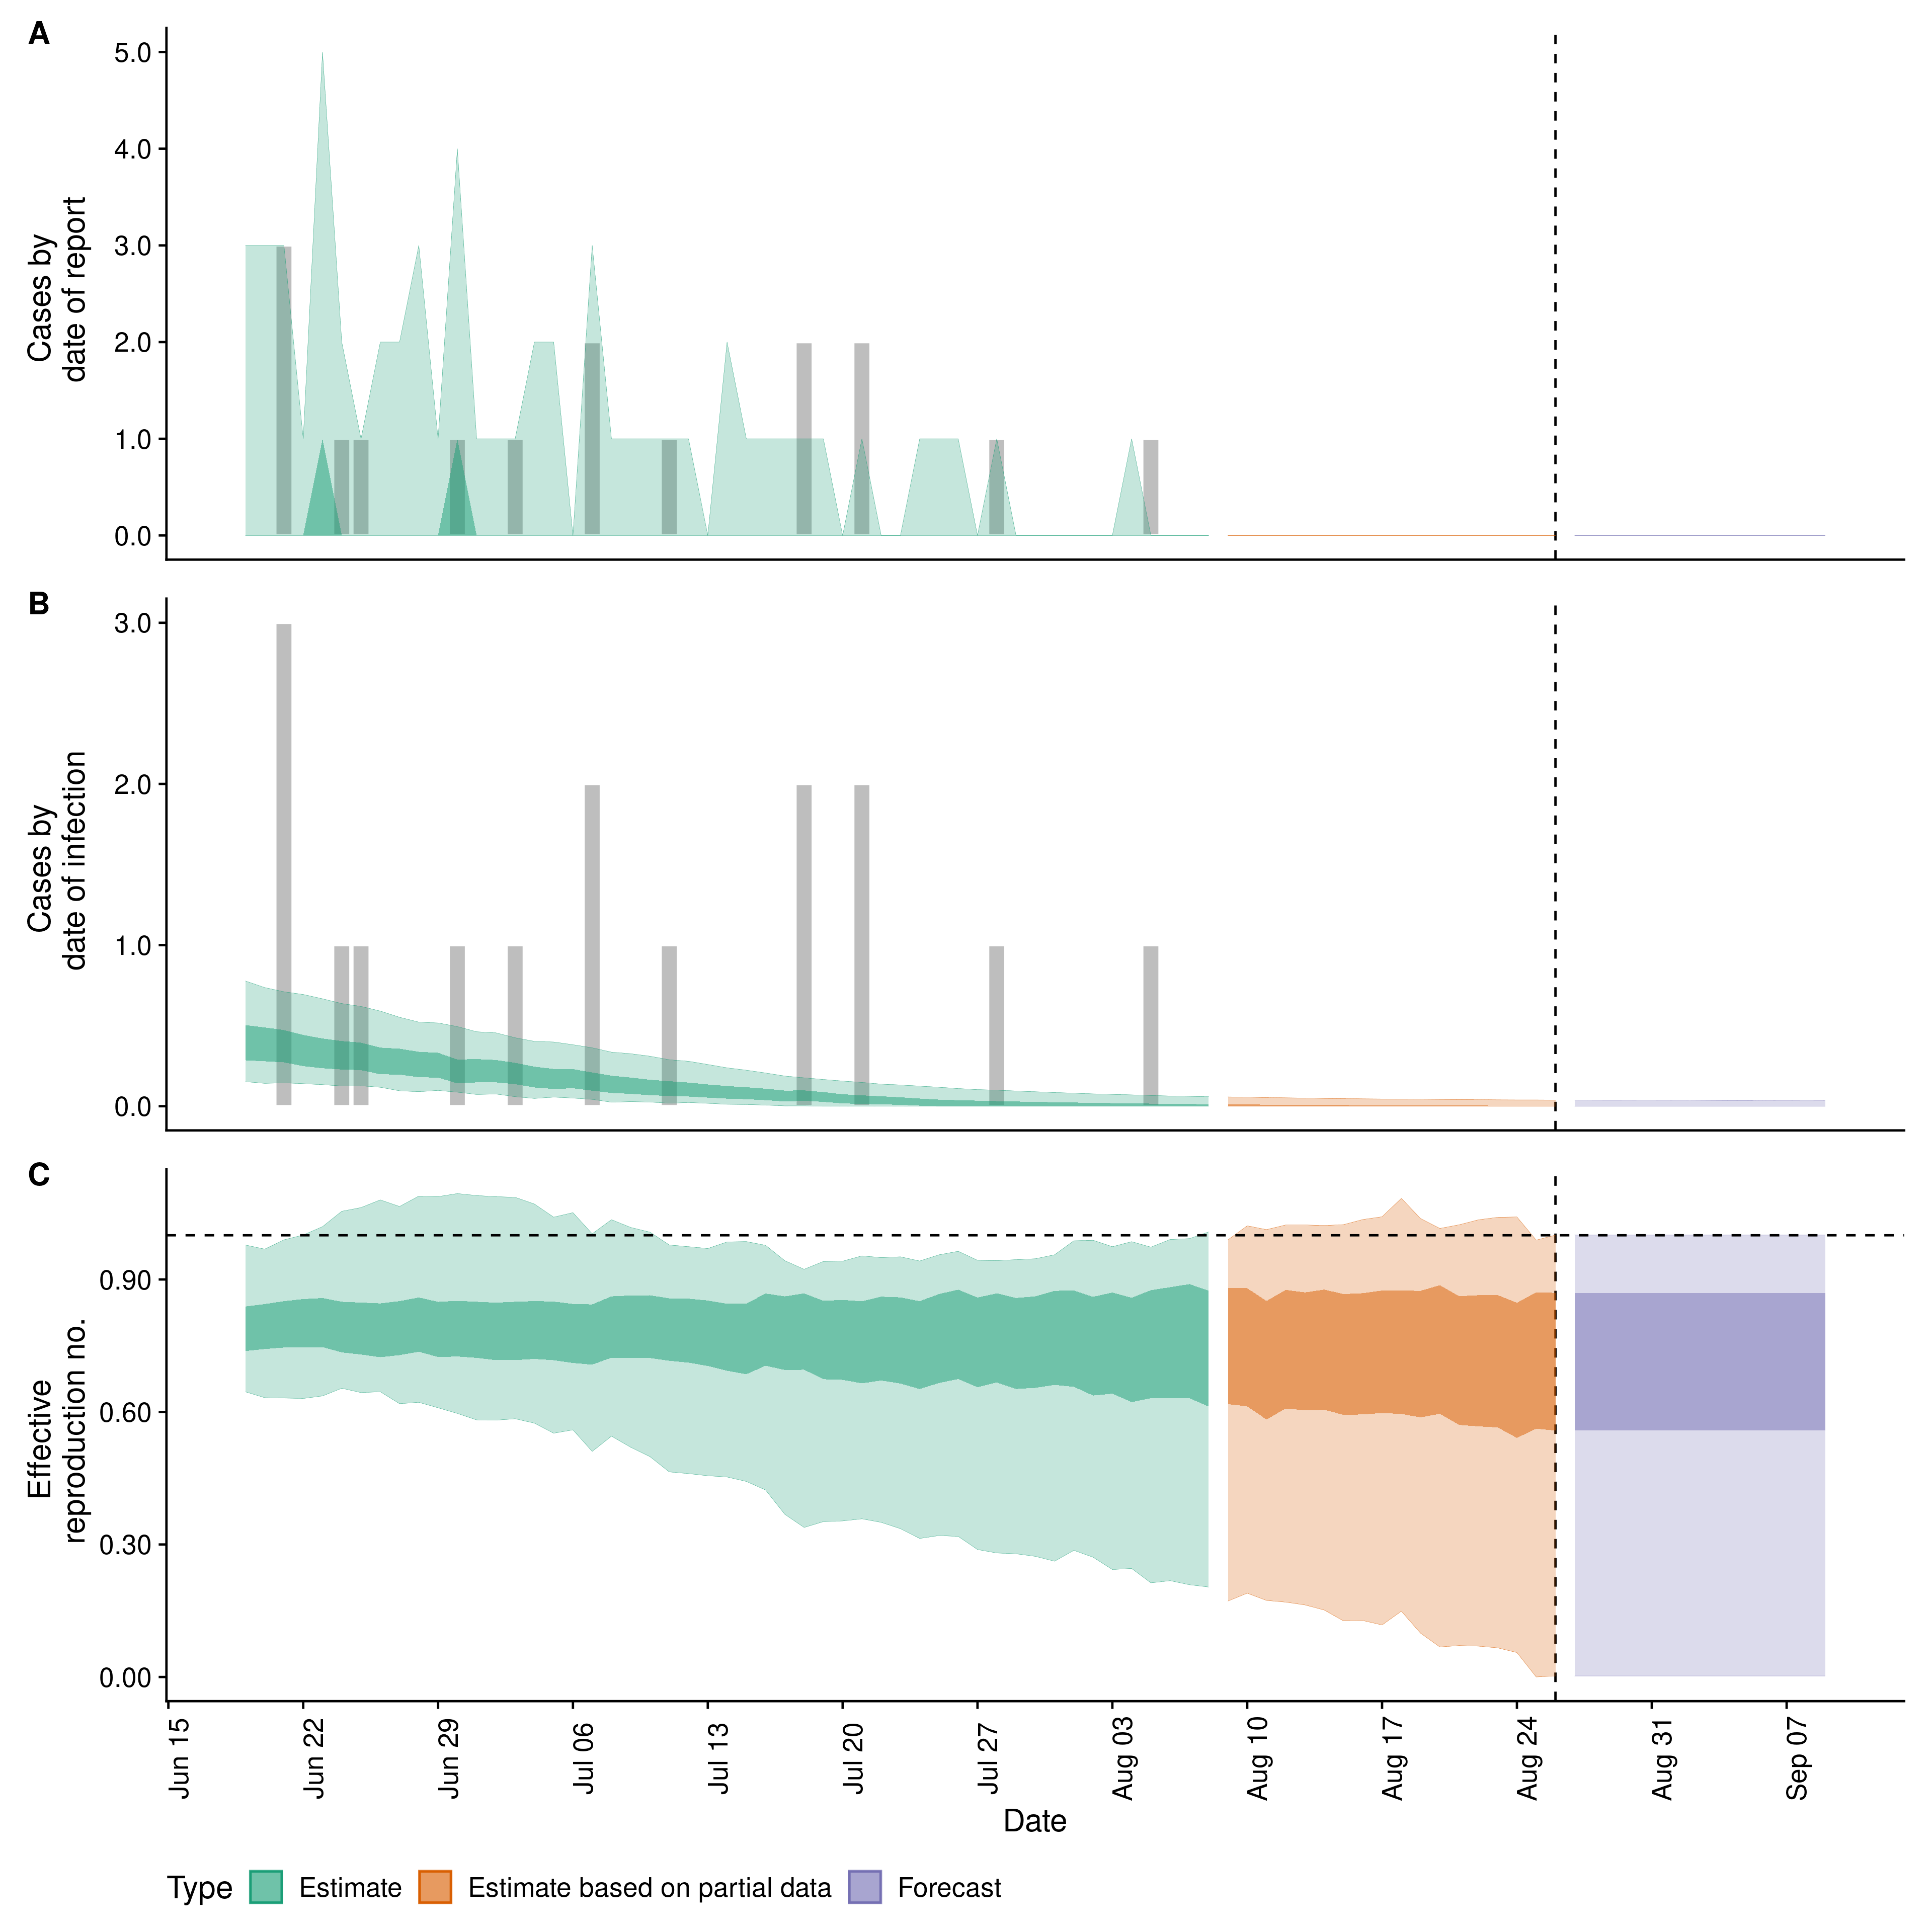 A
Cases by
date of report
5.0
4.0
3.0
2.0
1.0
0.0
B
Cases by
date of infection
3.0
2.0
1.0
0.0
C
Effective
reproduction no.
0.90
0.60
0.30
0.00
Jun 15
Jun 22
Jun 29
Jul 06
Jul 13
Jul 20
Jul 27
Aug 03
Aug 10
Aug 17
Aug 24
Aug 31
Sep 07
Date
Type Estimate Estimate based on partial data Forecast